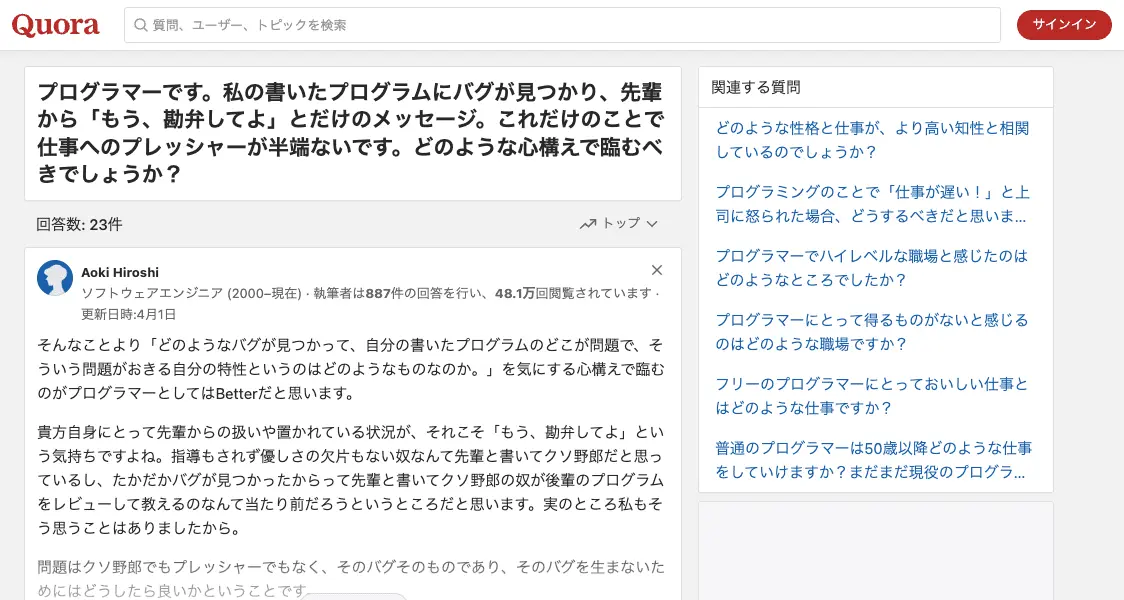 Quora
質問、ユーザー、トピックを検索
サインイン
プログラマーです。私の書いたプログラムにバグが見つかり、先輩
から「もう、勘弁してよ」とだけのメッセージ。これだけのことで
仕事へのプレッシャーが半端ないです。どのような心構えで臨むべ
きでしょうか？
回答数: 23件
トップ
Aoki Hiroshi
ソフトウェアエンジニア (2000–現在) · 執筆者は887件の回答を行い、48.1万回閲覧されています ·
更新日時:4月1日
そんなことより「どのようなバグが見つかって、自分の書いたプログラムのどこが問題で、そ
ういう問題がおきる自分の特性というのはどのようなものなのか。」を気にする心構えで臨む
のがプログラマーとしてはBetterだと思います。
貴方自身にとって先輩からの扱いや置かれている状況が、それこそ「もう、勘弁してよ」とい
う気持ちですよね。指導もされず優しさの欠片もない奴なんて先輩と書いてクソ野郎だと思っ
ているし、たかだかバグが見つかったからって先輩と書いてクソ野郎の奴が後輩のプログラム
をレビューして教えるのなんて当たり前だろうというところだと思います。実のところ私もそ
う思うことはありましたから。
問題はクソ野郎でもプレッシャーでもなく、そのバグそのものであり、そのバグを生まないた
めにはどうしたら良いかということです。
関連する質問
どのような性格と仕事が、より高い知性と相関
しているのでしょうか？
プログラミングのことで「仕事が遅い！」と上
司に怒られた場合、どうするべきだと思いま...
プログラマーでハイレベルな職場と感じたのは
どのようなところでしたか？
プログラマーにとって得るものがないと感じる
のはどのような職場ですか？
フリーのプログラマーにとっておいしい仕事と
はどのような仕事ですか？
普通のプログラマーは50歳以降どのような仕事
をしていけますか？まだまだ現役のプログラ...